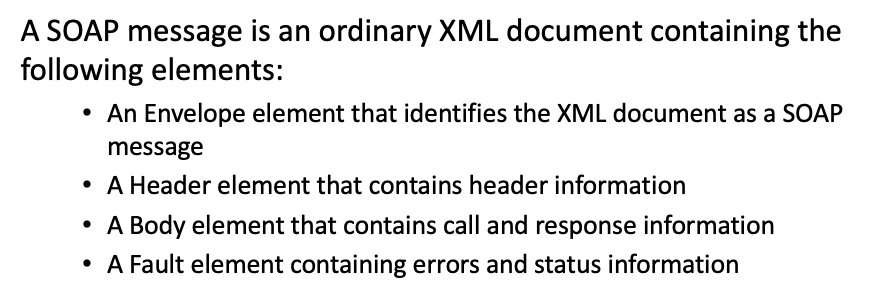 A SOAP message is an ordinary XML document containing the
following elements:
• An Envelope element that identifies the XML document as a SOAP
message
• A Header element that contains header information
• A Body element that contains call and response information
• A Fault element containing errors and status information